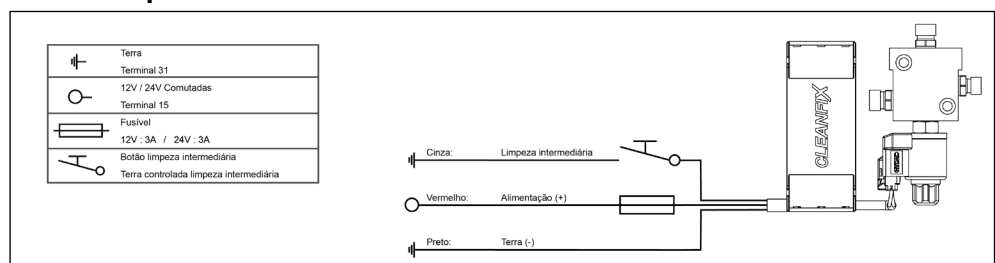 Terra
Terminal 31
12V / 24V Comutadas
Terminal 15
Fusível
12V : 3A / 24V : 3A
Botão limpeza intermediária
Terra controlada limpeza intermediária
Cinza: Limpeza intermediária
Vermelho: Alimentação (+)
Preto: Terra (-)
CLEANFIX